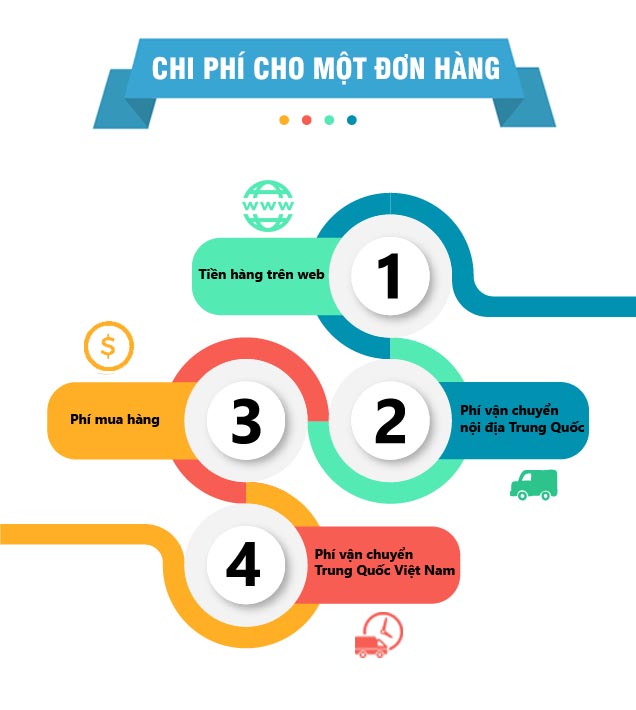 CHI PHÍ CHO MỘT ĐƠN HÀNG
WWW
Tiền hàng trên web
1
$
Phí mua hàng
3
2
Phí vận chuyển
nội địa Trung Quốc
4
Phí vận chuyển
Trung Quốc Việt Nam